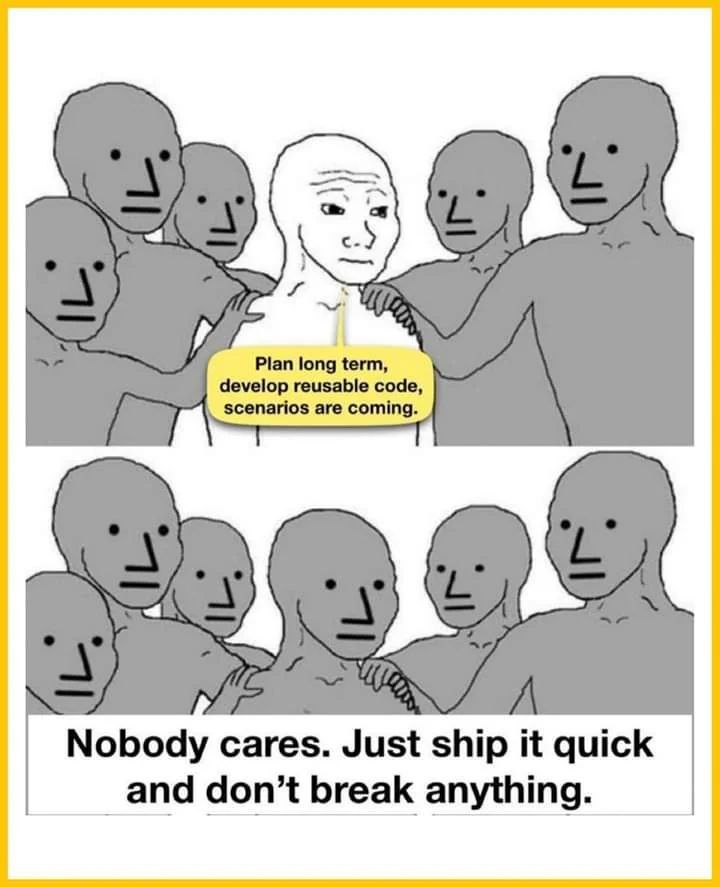 Plan long term,
develop reusable code,
scenarios are coming.
Nobody cares. Just ship it quick
and don’t break anything.